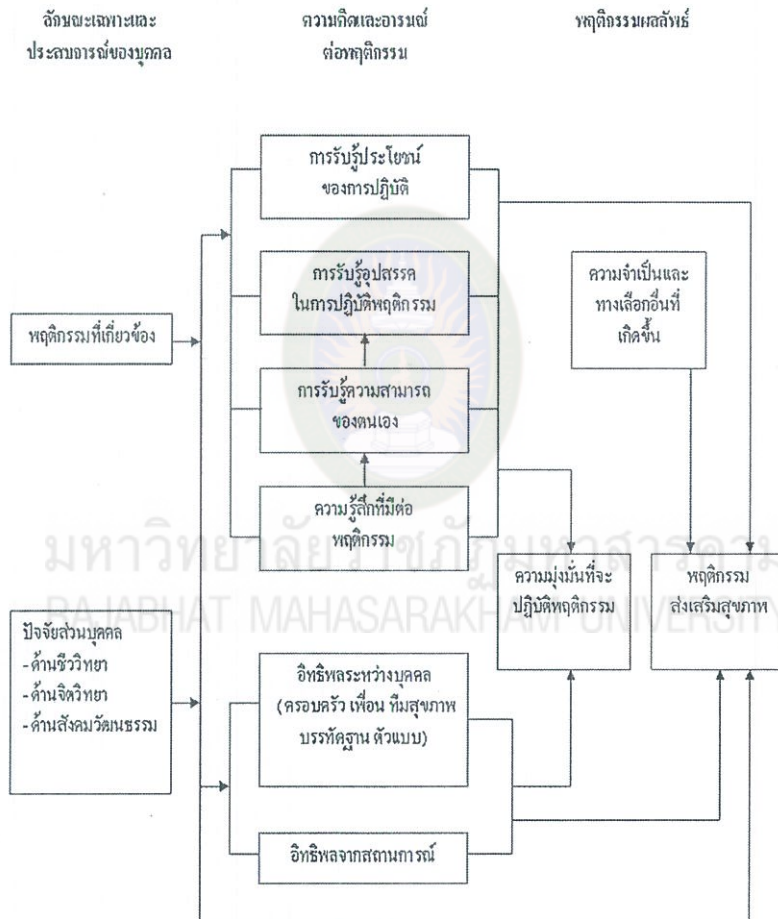 ลักษณะเฉพาะและ
ประสบการณ์ของบุคคล
ความคิดและอารมณ์
ต่อพฤติกรรม
พฤติกรรมผลลัพธ์
การรับรู้ประโยชน์
ของการปฏิบัติ
การรับรู้อุปสรรค
ในการปฏิบัติพฤติกรรม
ความจำเป็นและ
ทางเลือกอื่นที่
เกิดขึ้น
พฤติกรรมที่เกี่ยวข้อง
การรับรู้ความสามารถ
ของตนเอง
ความรู้สึกที่มีต่อ
พฤติกรรม
มหาวิทยาลัยราชภัฏมหาสารคาม
RAJABHAT MAHASARAKHAM UNIVERSITY
ความมุ่งมั่นที่จะ
ปฏิบัติพฤติกรรม
พฤติกรรม
ส่งเสริมสุขภาพ
ปัจจัยส่วนบุคคล
-ด้านชีววิทยา
-ด้านจิตวิทยา
-ด้านสังคมวัฒนธรรม
อิทธิพลระหว่างบุคคล
(ครอบครัว เพื่อน ทีมสุขภาพ
บรรทัดฐาน ตัวแบบ)
อิทธิพลจากสถานการณ์